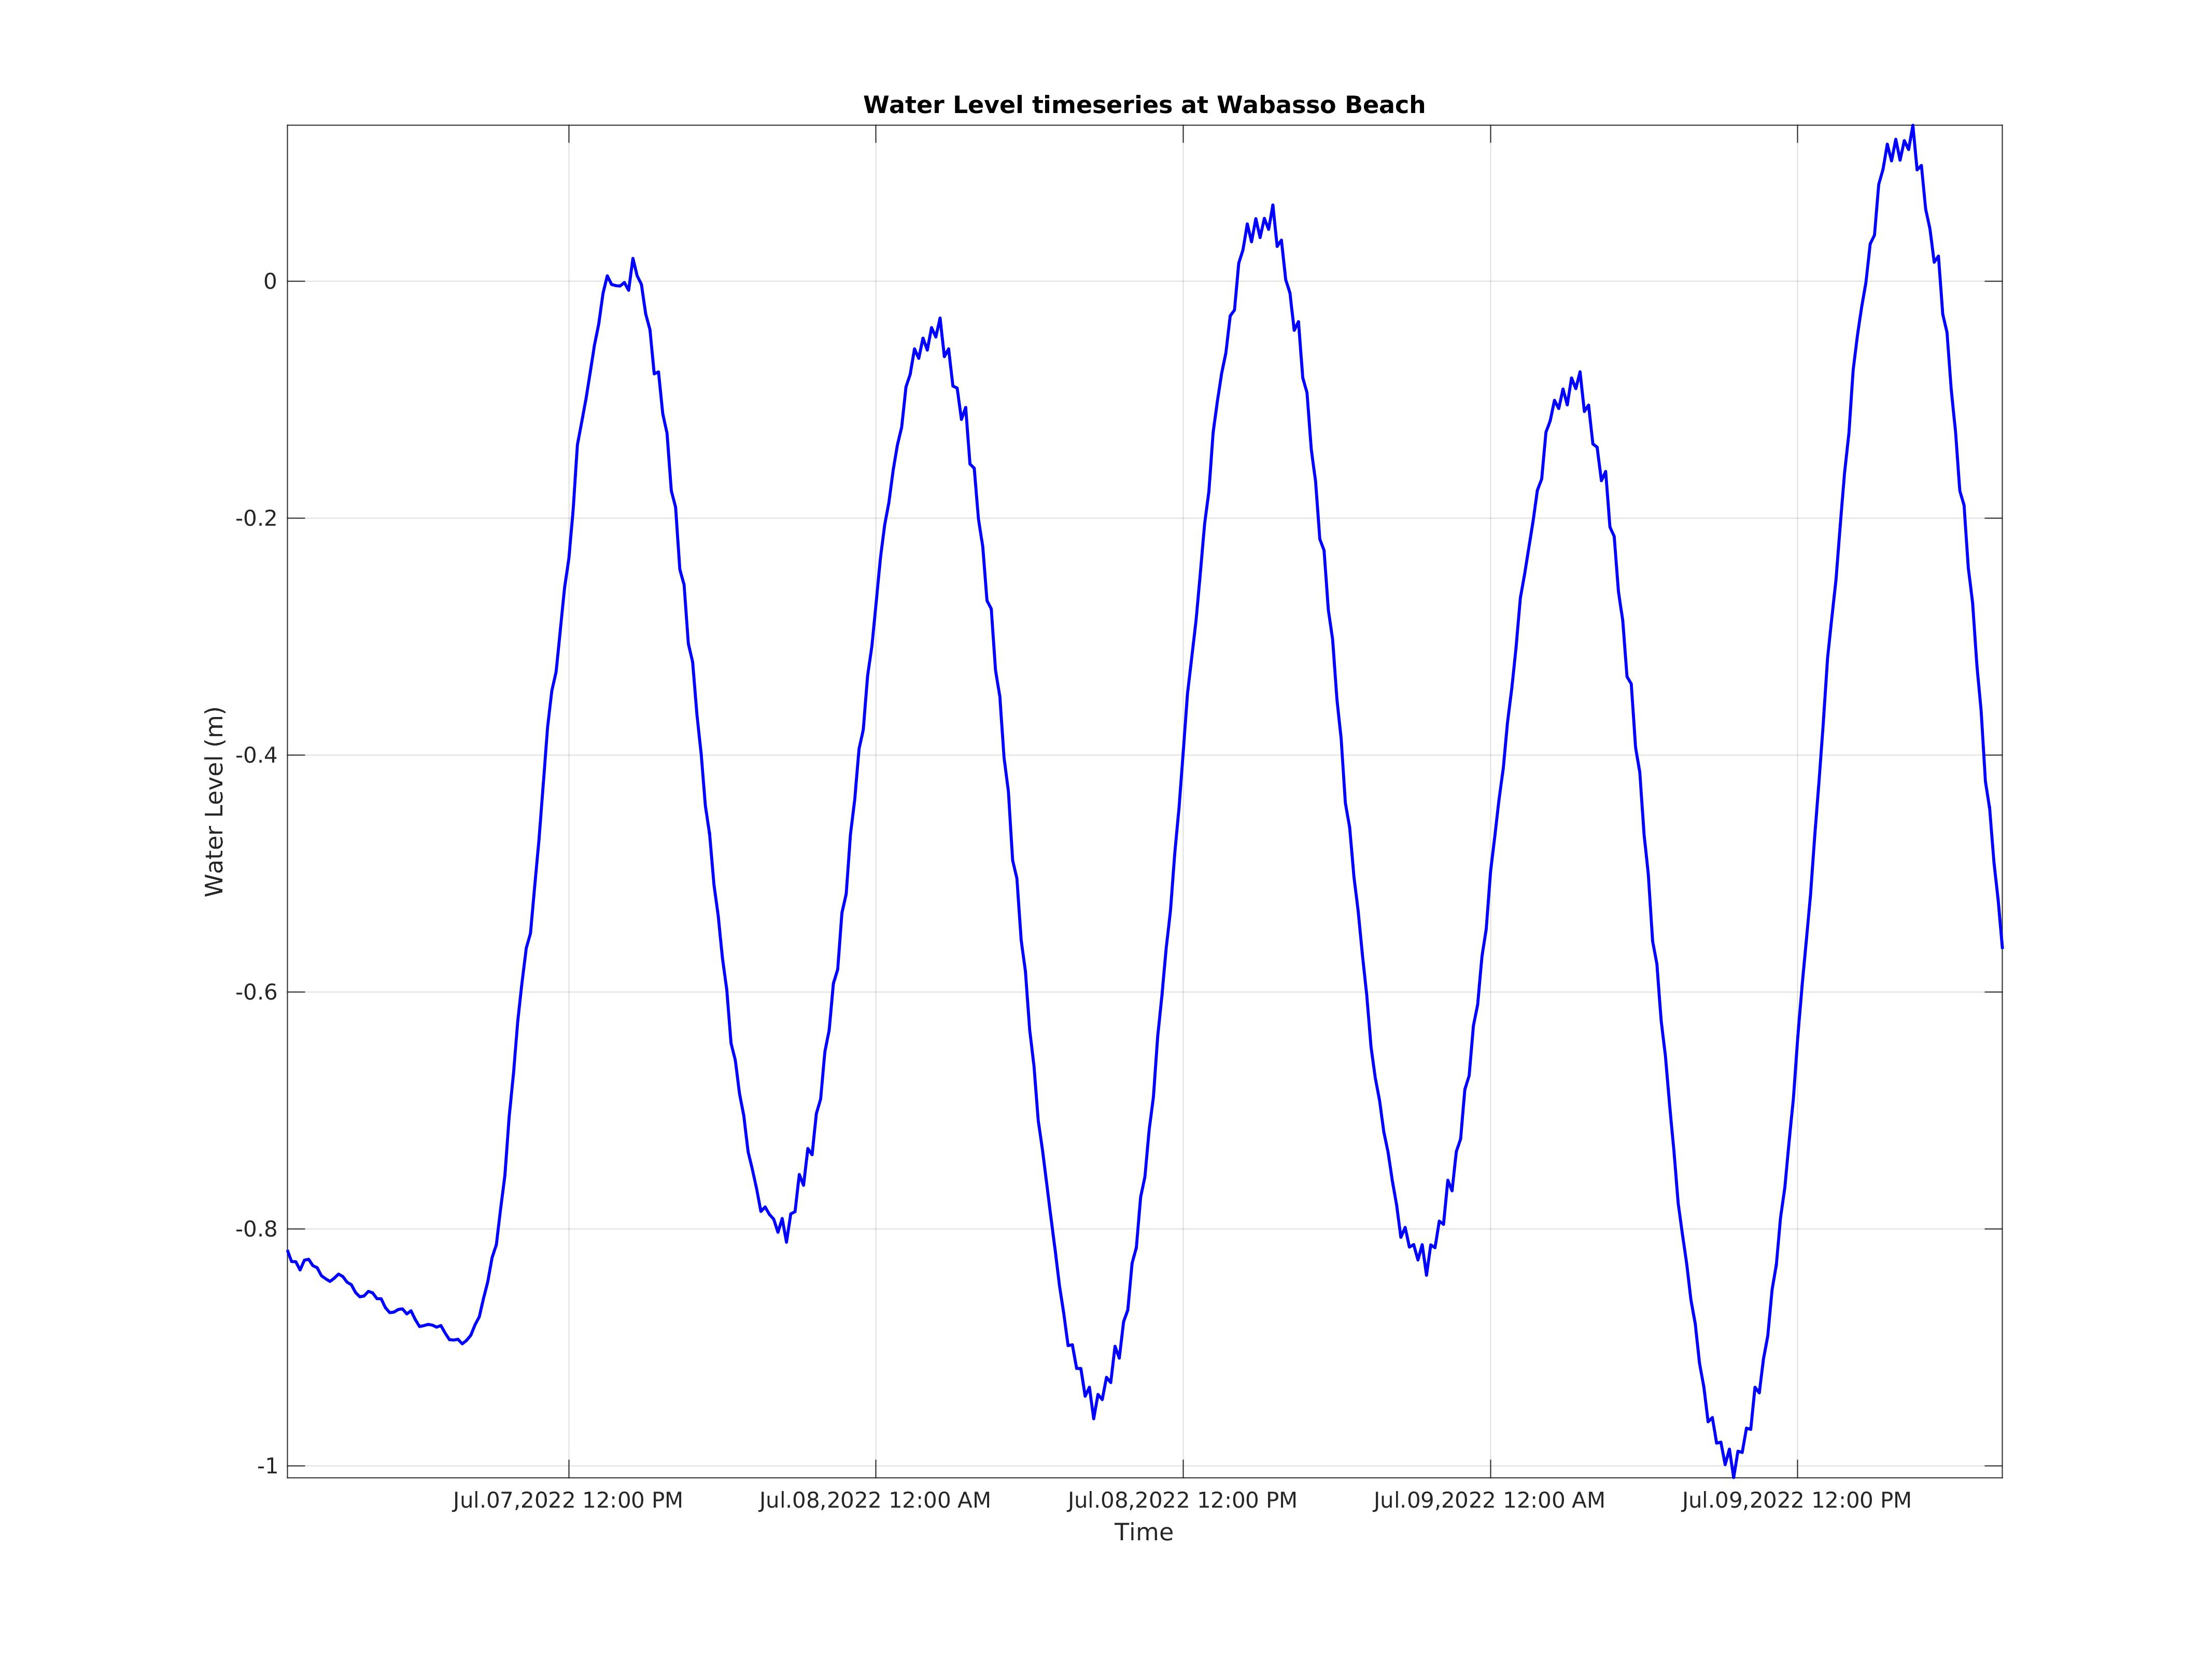 Water Level timeseries at Wabasso Beach
0
-0.2
-0.4
-0.6
-0.8
-1
Water Level (m)
Jul.07,2022 12:00 PM
Jul.08,2022 12:00 AM
Jul.08,2022 12:00 PM
Jul.09,2022 12:00 AM
Jul.09,2022 12:00 PM
Time